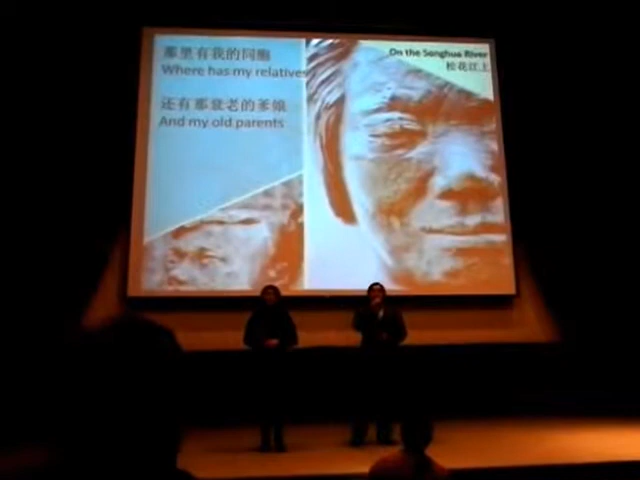 那里有我的同胞
Where has my relatives
还有那衰老的爹娘
And my old parents
On the Songhua River
松花江上